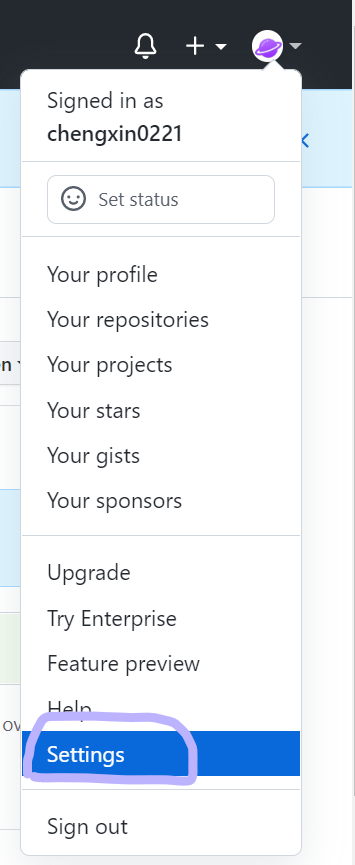 Signed in as
chengxin0221
Set status
Your profile
Your repositories
Your projects
Your stars
Your gists
Your sponsors
Upgrade
Try Enterprise
Feature preview
Help
Settings
Sign out